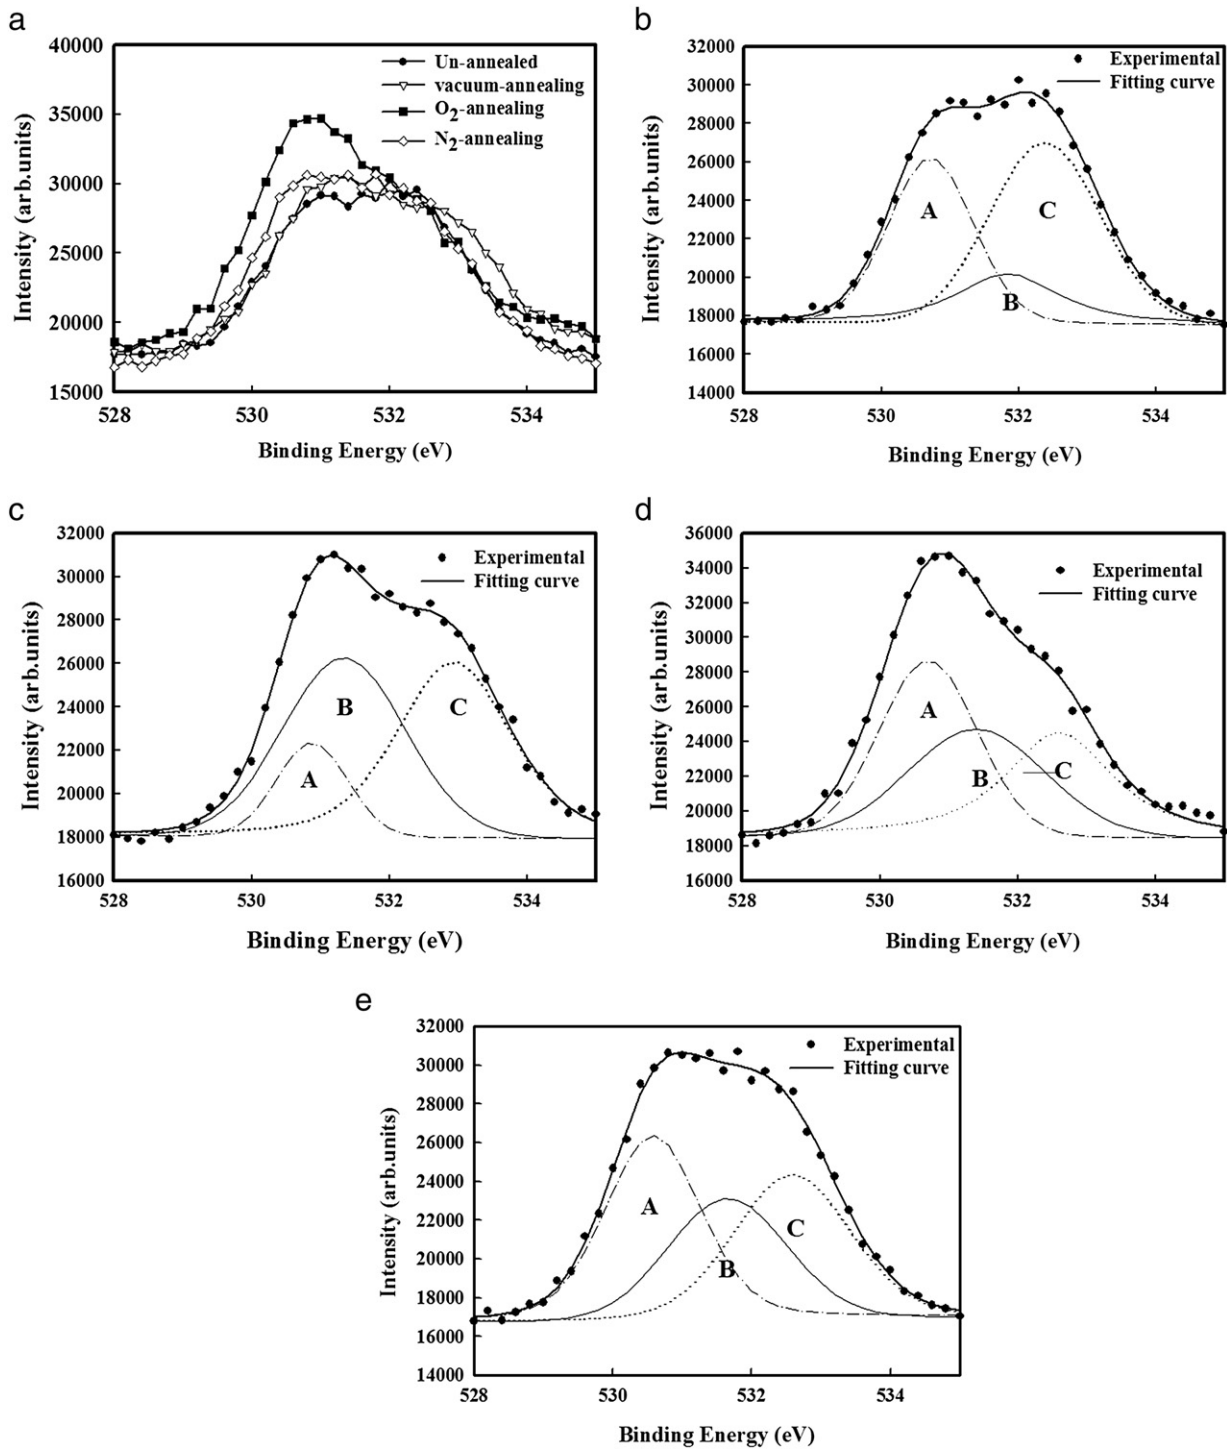 a
40000
35000
30000
25000
20000
15000
Intensity (arb.units)
Un-annealed
vacuum-annealing
O2-annealing
N2-annealing
528
530
532
534
Binding Energy (eV)
b
32000
30000
28000
26000
24000
22000
20000
18000
16000
14000
Intensity (arb.units)
Experimental
Fitting curve
A
C
B
528
530
532
534
Binding Energy (eV)
c
32000
30000
28000
26000
24000
22000
20000
18000
16000
Intensity (arb.units)
Experimental
Fitting curve
B
C
A
528
530
532
534
Binding Energy (eV)
d
36000
34000
32000
30000
28000
26000
24000
22000
20000
18000
16000
Intensity (arb.units)
Experimental
Fitting curve
A
B
C
528
530
532
534
Binding Energy (eV)
e
32000
30000
28000
26000
24000
22000
20000
18000
16000
14000
Intensity (arb.units)
Experimental
Fitting curve
A
C
B
528
530
532
534
Binding Energy (eV)